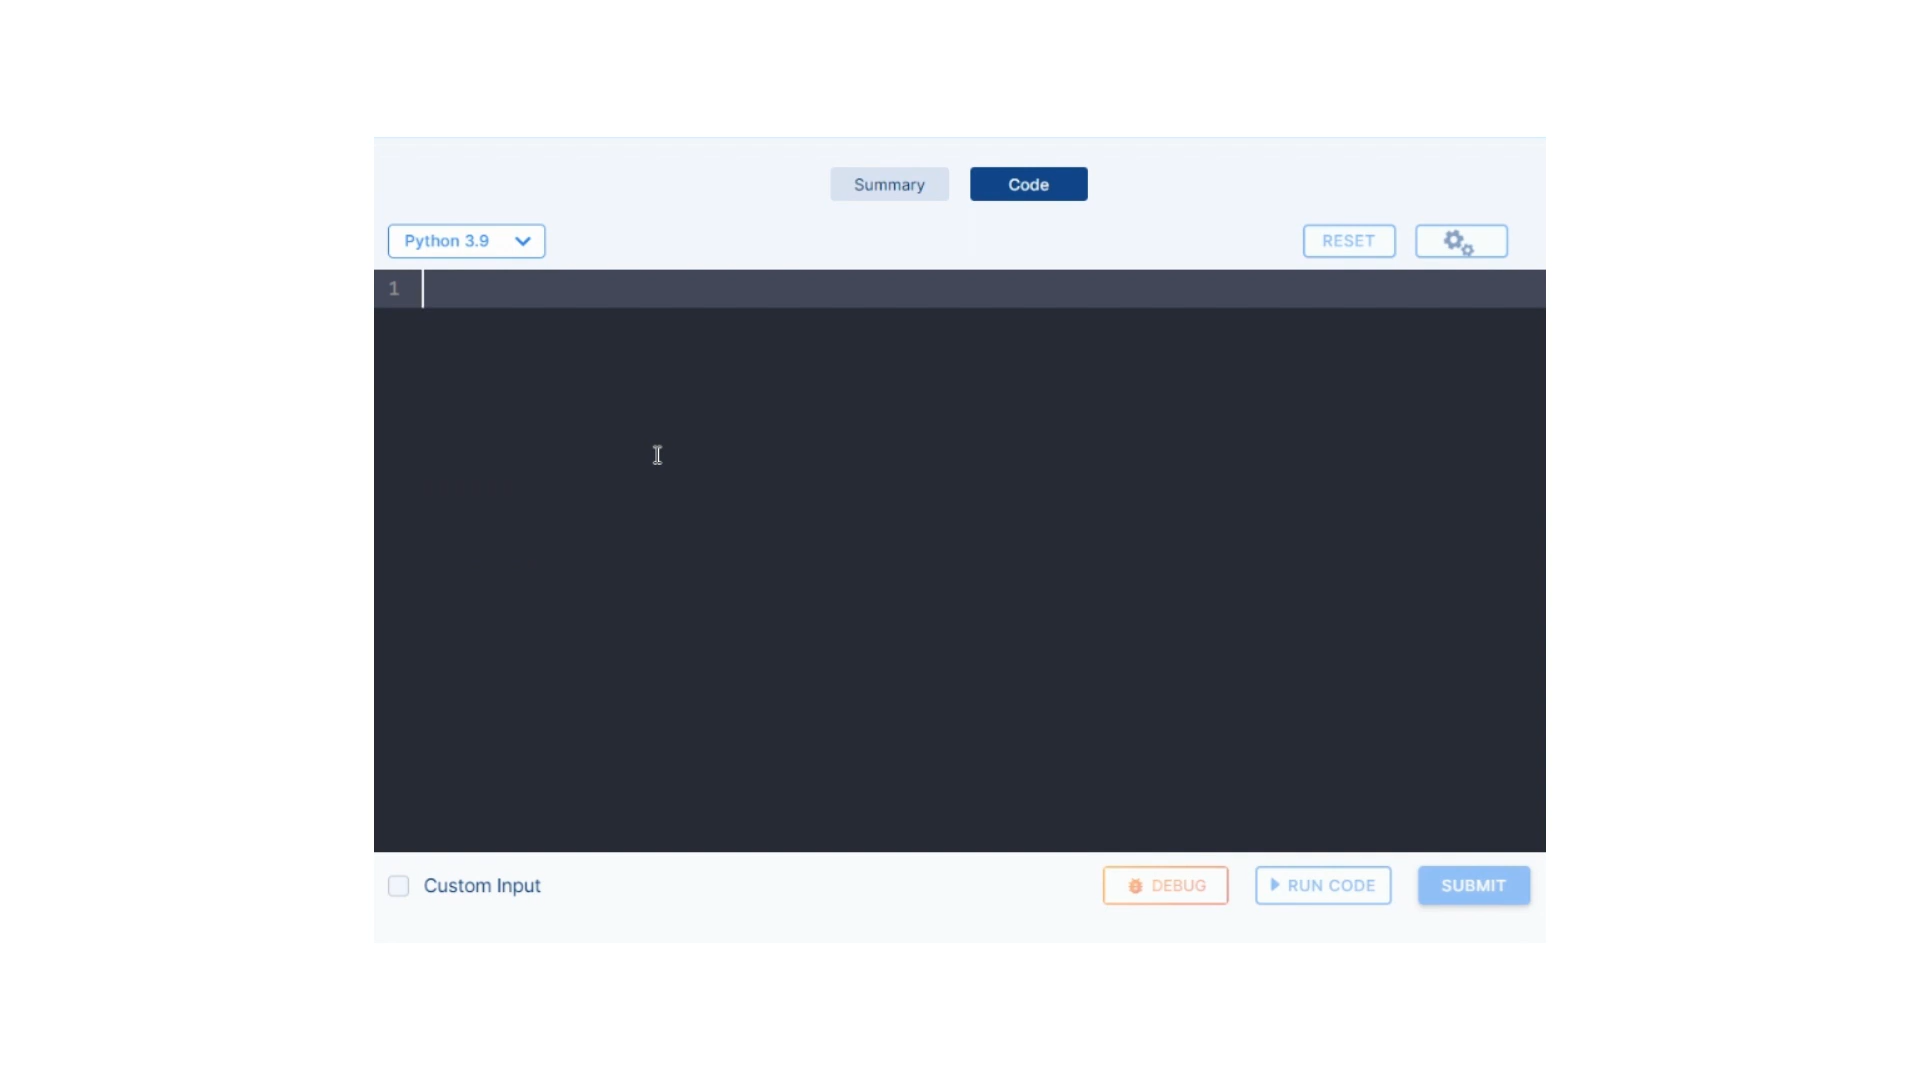 Summary Code
Python 3.9 RESET
1
Custom Input DEBUG RUN CODE SUBMIT